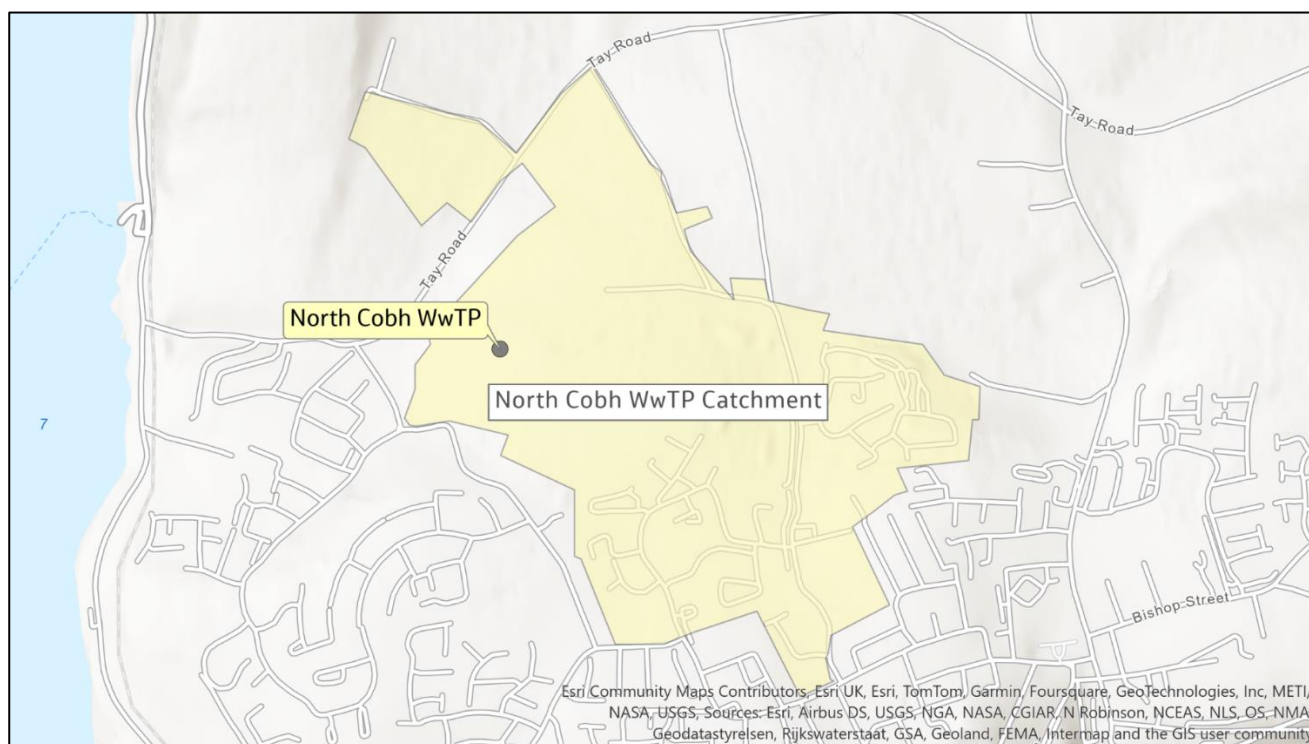 Tay Road
Tay Road
Tay Road
North Cobh WwTP
North Cobh WwTP Catchment
7
Bishop Street
Esri Community Maps Contributors, Esri UK, Esri, TomTom, Garmin, Foursquare, GeoTechnologies, Inc, METI/
NASA, USGS, Sources: Esri, Airbus DS, USGS, NGA, NASA, CGIAR, N Robinson, NCEAS, NLS, OS, NMA,
Geodatastyrelsen, Rijkswaterstaat, GSA, Geoland, FEMA, Intermap and the GIS user community